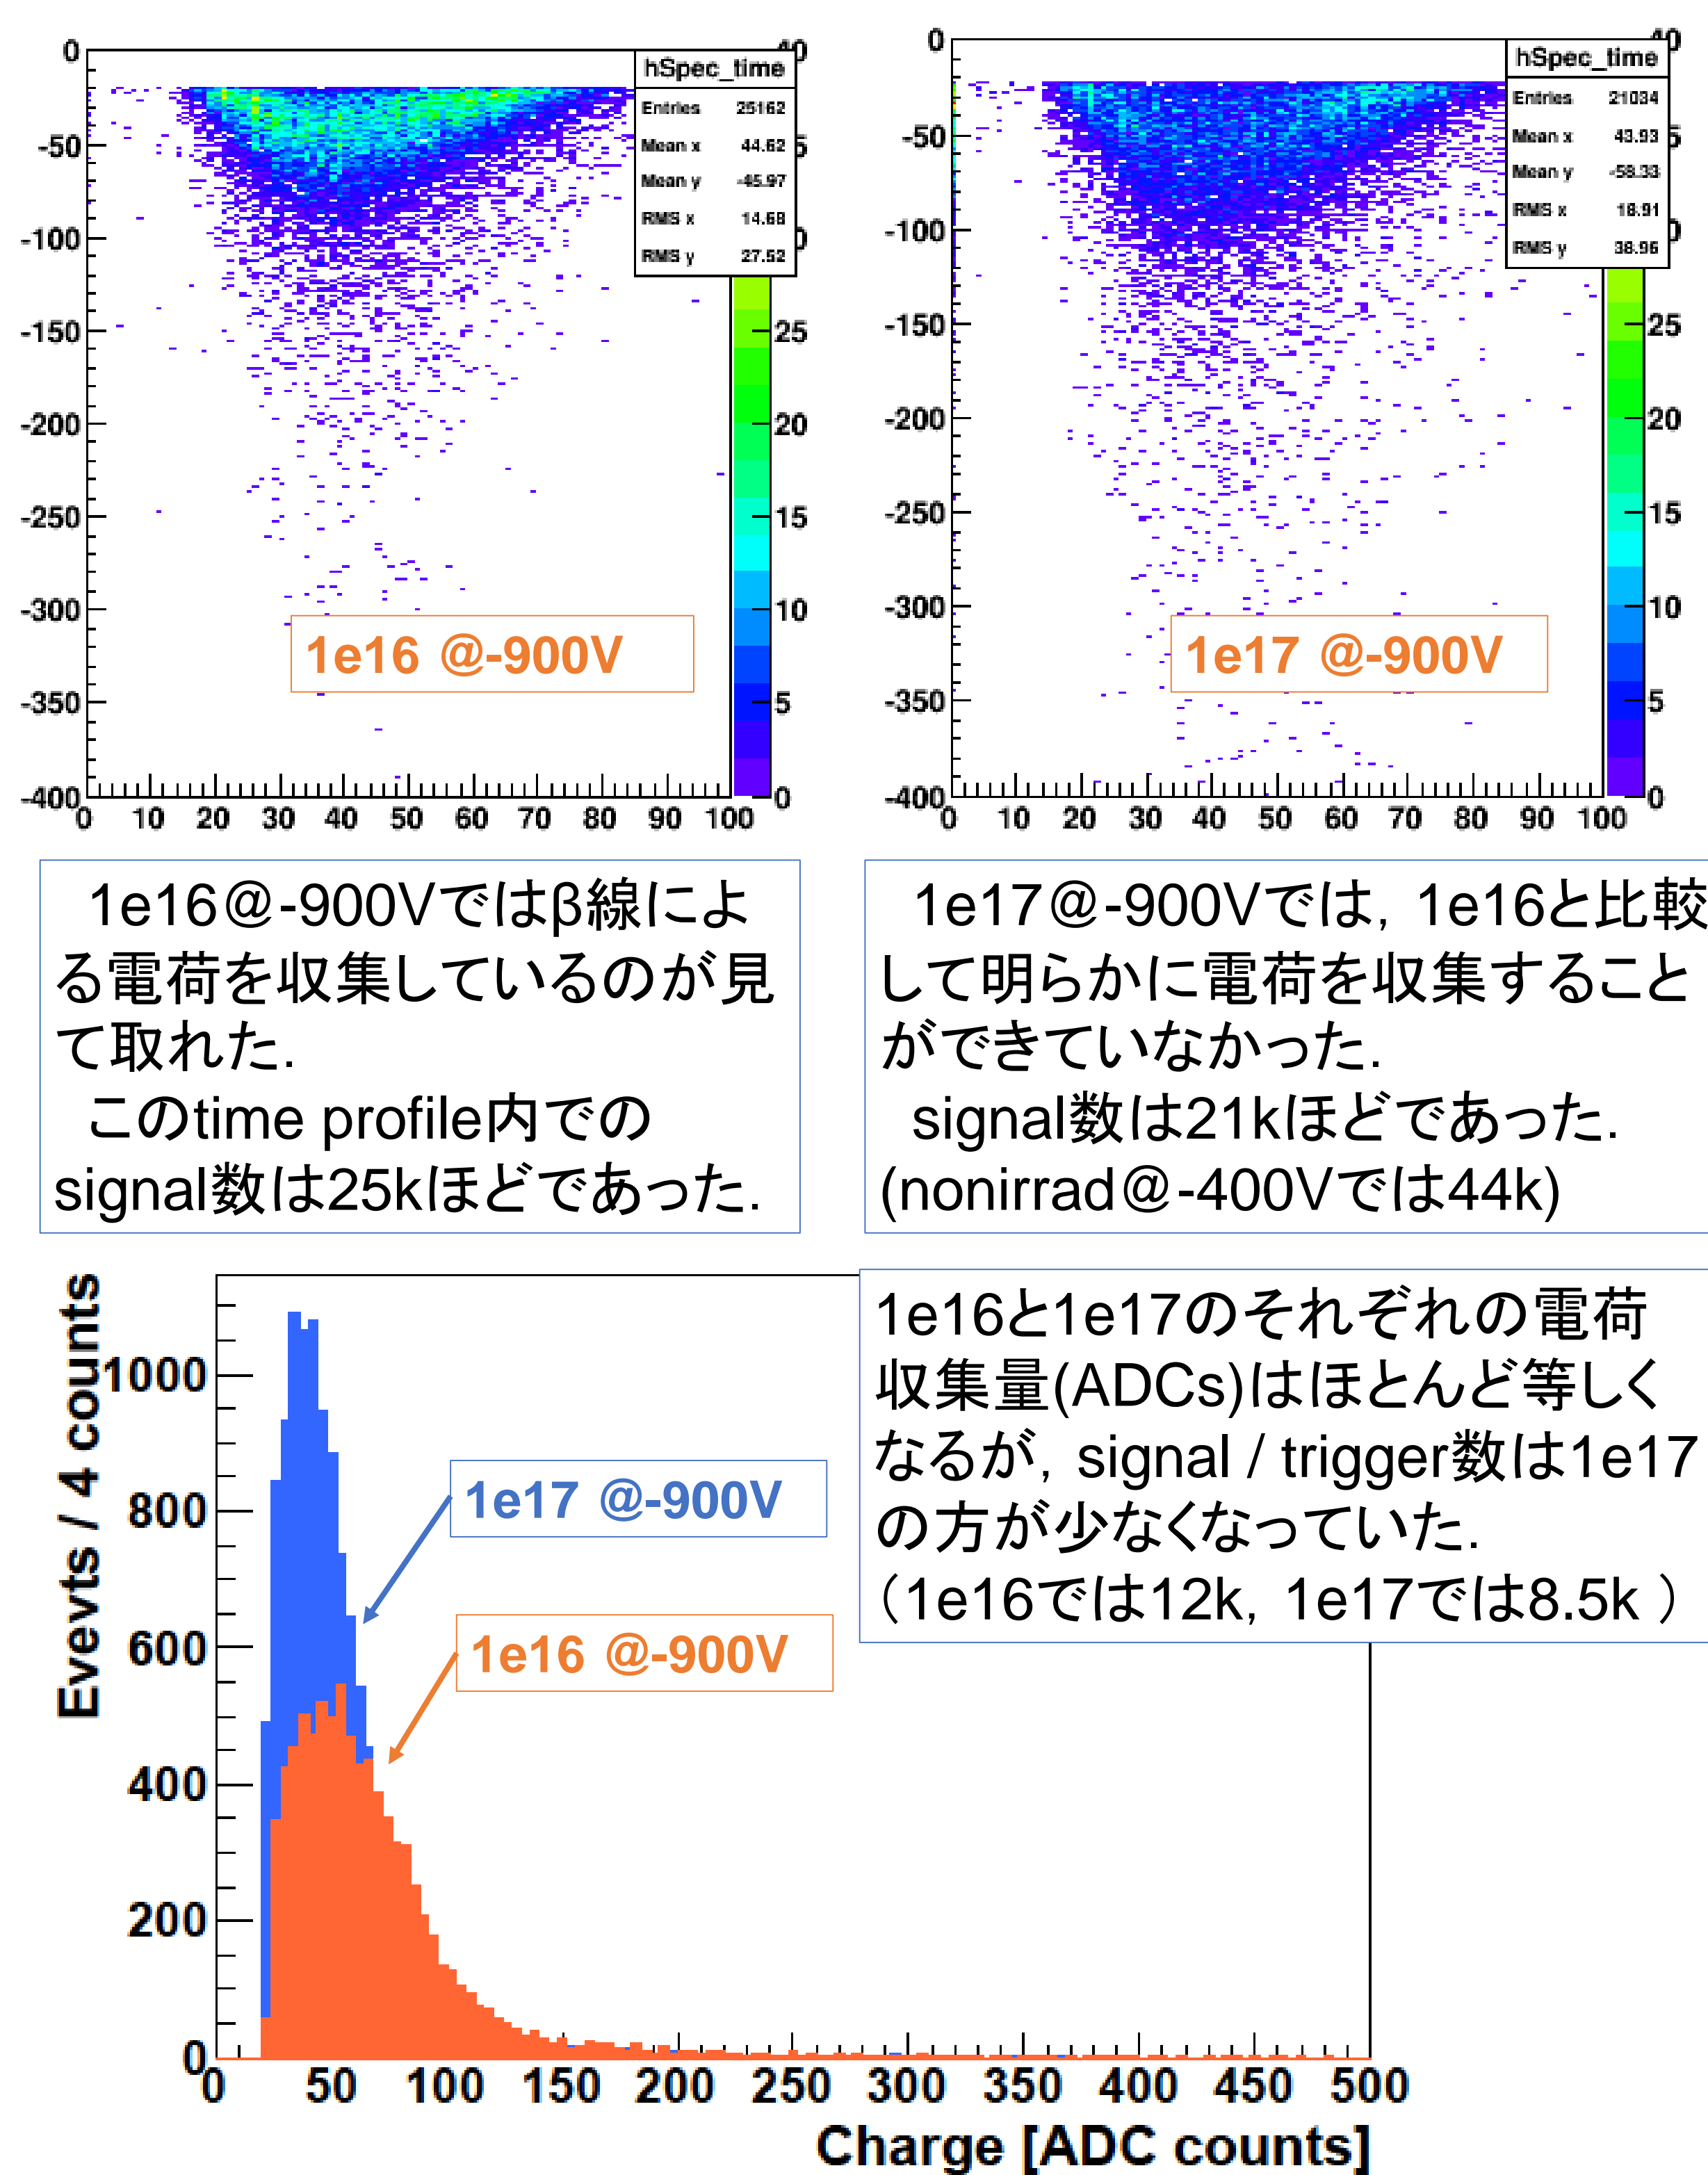 hSpec_time
Entries 25162
Mean x 44.62
Mean y -45.97
RMS x 14.68
RMS y 27.52
0
-50
-100
-150
-200
-250
-300
-350
-400
25
20
15
10
5
0
0 10 20 30 40 50 60 70 80 90 100
1e16 @-900V
hSpec_time
Entries 21034
Mean x 43.93
Mean y -58.33
RMS x 18.91
RMS y 38.96
0
-50
-100
-150
-200
-250
-300
-350
-400
25
20
15
10
5
0
0 10 20 30 40 50 60 70 80 90 100
1e17 @-900V
1e16@-900Vではβ線によ
る電荷を収集しているのが見
て取れた.
このtime profile内での
signal数は25kほどであった.
1e17@-900Vでは, 1e16と比較
して明らかに電荷を収集すること
ができていなかった.
signal数は21kほどであった.
(nonirrad@-400Vでは44k)
1e16と1e17のそれぞれの電荷
収集量(ADCs)はほとんど等しく
なるが, signal / trigger数は1e17
の方が少なくなっていた.
（1e16では12k, 1e17では8.5k ）
Evevts / 4 counts
1000
800
600
400
200
0
1e17 @-900V
1e16 @-900V
0 50 100 150 200 250 300 350 400 450 500
Charge [ADC counts]